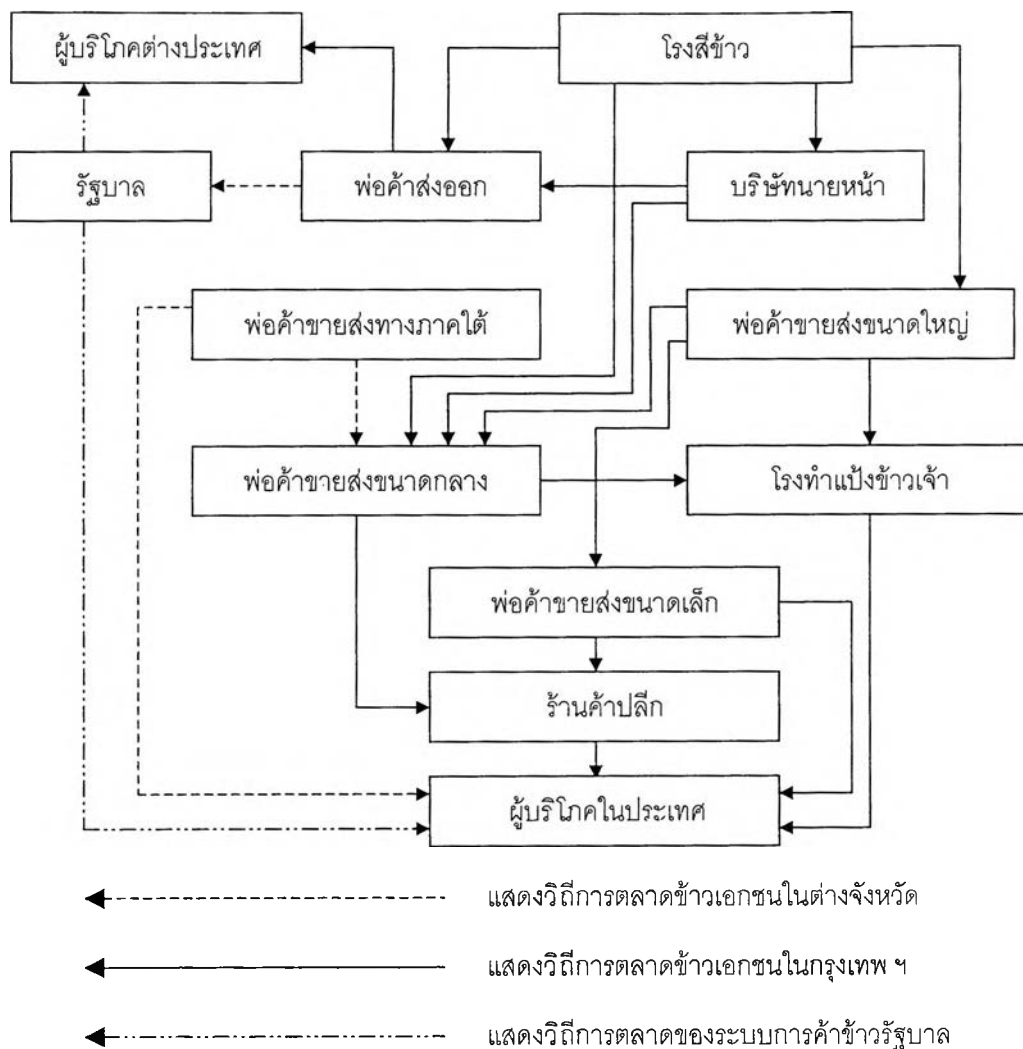 ผู้บริโภคต่างประเทศ
โรงสีข้าว
รัฐบาล
พ่อค้าส่งออก
บริษัทนายหน้า
พ่อค้าขายส่งทางภาคใต้
พ่อค้าขายส่งขนาดใหญ่
พ่อค้าขายส่งขนาดกลาง
โรงทำแป้งข้าวเจ้า
พ่อค้าขายส่งขนาดเล็ก
ร้านค้าปลีก
ผู้บริโภคในประเทศ
แสดงวิถีการตลาดข้าวเอกชนในต่างจังหวัด
แสดงวิถีการตลาดข้าวเอกชนในกรุงเทพ ฯ
แสดงวิถีการตลาดของระบบการค้าข้าวรัฐบาล